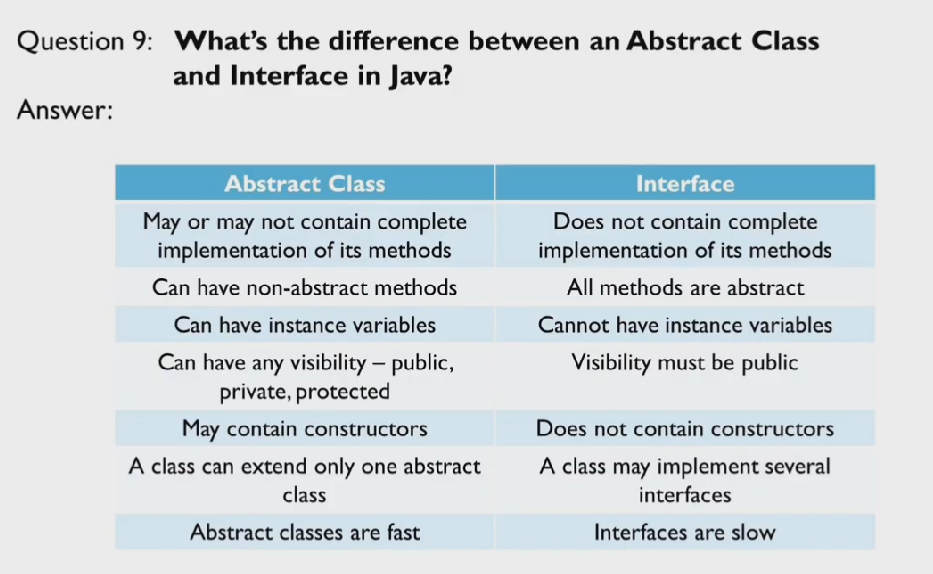 Question 9: What's the difference between an Abstract Class
and Interface in Java?
Answer:
Abstract Class
Interface
May or may not contain complete
implementation of its methods
Does not contain complete
implementation of its methods
Can have non-abstract methods
All methods are abstract
Can have instance variables
Cannot have instance variables
Can have any visibility – public,
private, protected
Visibility must be public
May contain constructors
Does not contain constructors
A class can extend only one abstract
class
A class may implement several
interfaces
Abstract classes are fast
Interfaces are slow